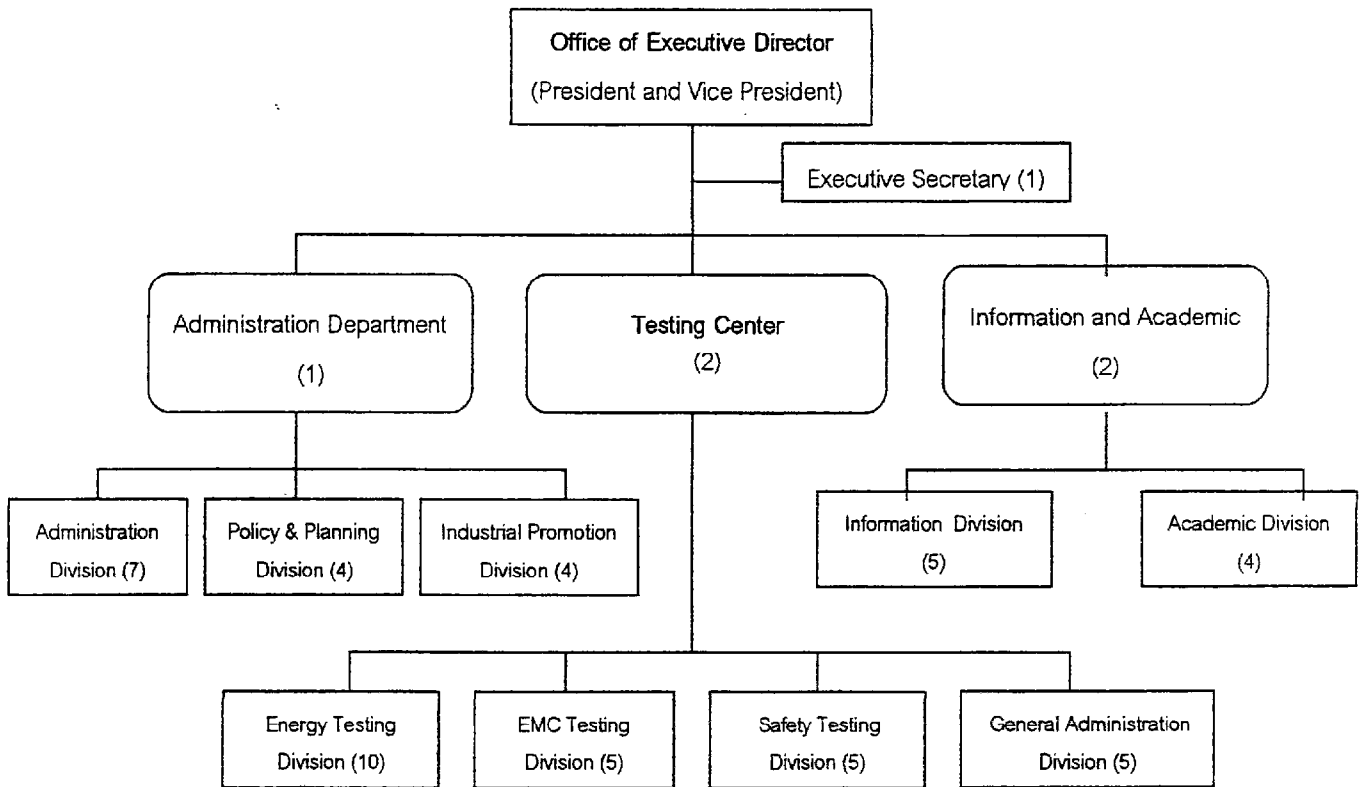 Office of Executive Director
(President and Vice President)
Executive Secretary (1)
Administration Department
(1)
Testing Center
(2)
Information and Academic
(2)
Administration
Division (7)
Policy & Planning
Division (4)
Industrial Promotion
Division (4)
Information Division
(5)
Academic Division
(4)
Energy Testing
Division (10)
EMC Testing
Division (5)
Safety Testing
Division (5)
General Administration
Division (5)